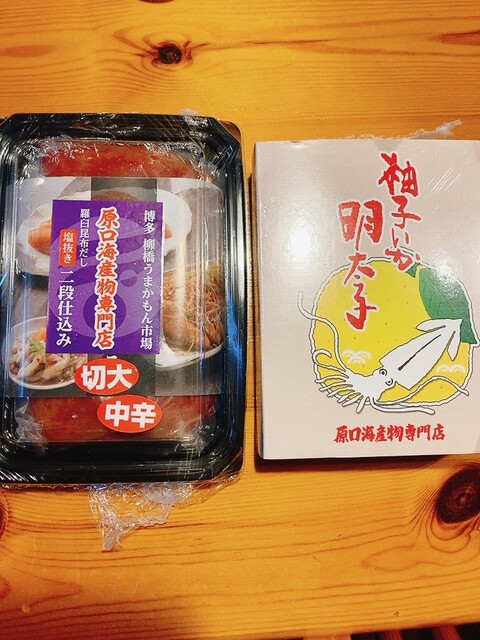 博多 柳橋うまかもん市場
原口海産物専門店
羅臼昆布だし
塩抜き 二段仕込み
切大
中辛
柚子いか
明太子
原口海産物専門店